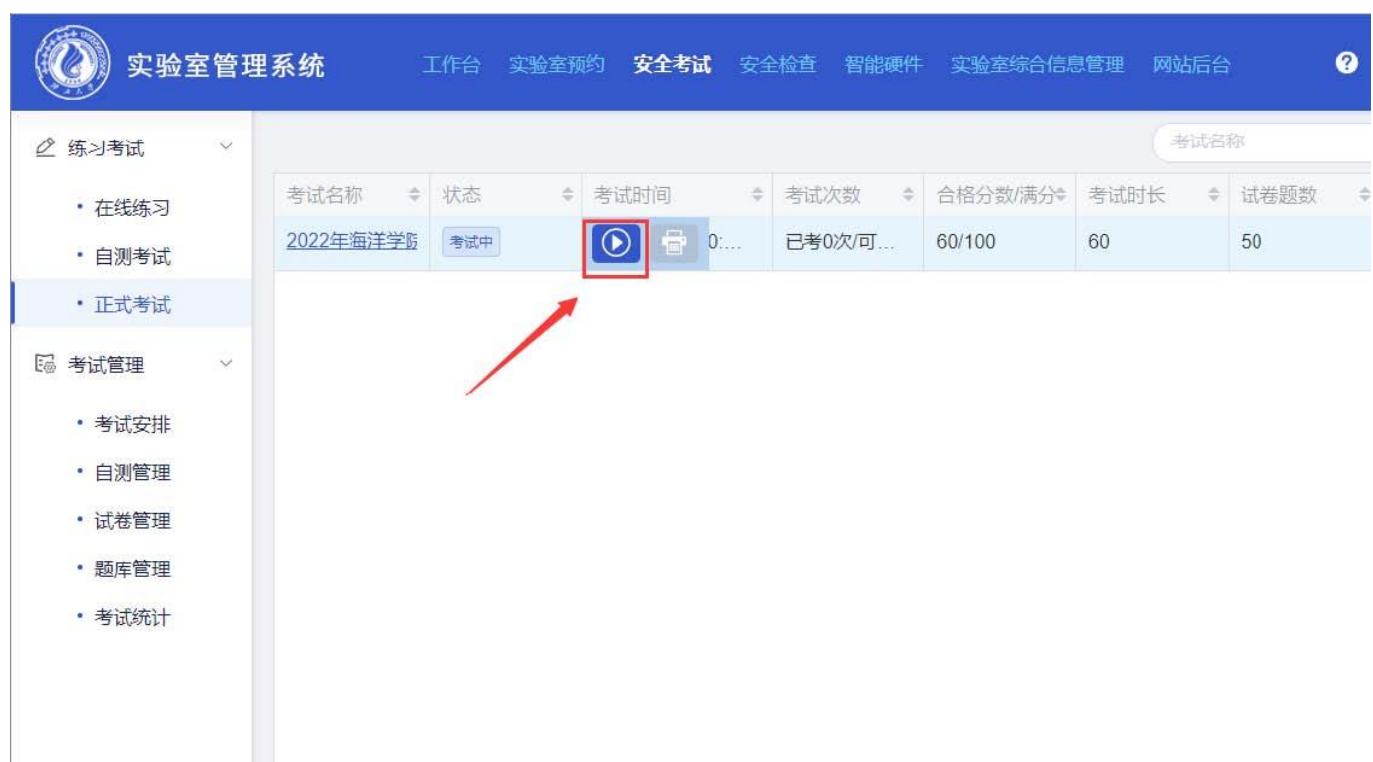 实验室管理系统 工作台 实验室预约 安全考试 安全检查 智能硬件 实验室综合信息管理 网站后台
练习考试
在线练习
自测考试
正式考试
考试管理
考试安排
自测管理
试卷管理
题库管理
考试统计
考试名称
考试名称 状态 考试时间 考试次数 合格分数/满分 考试时长 试卷题数
2022年海洋学院 考试中 0:... 已考0次/可... 60/100 60 50